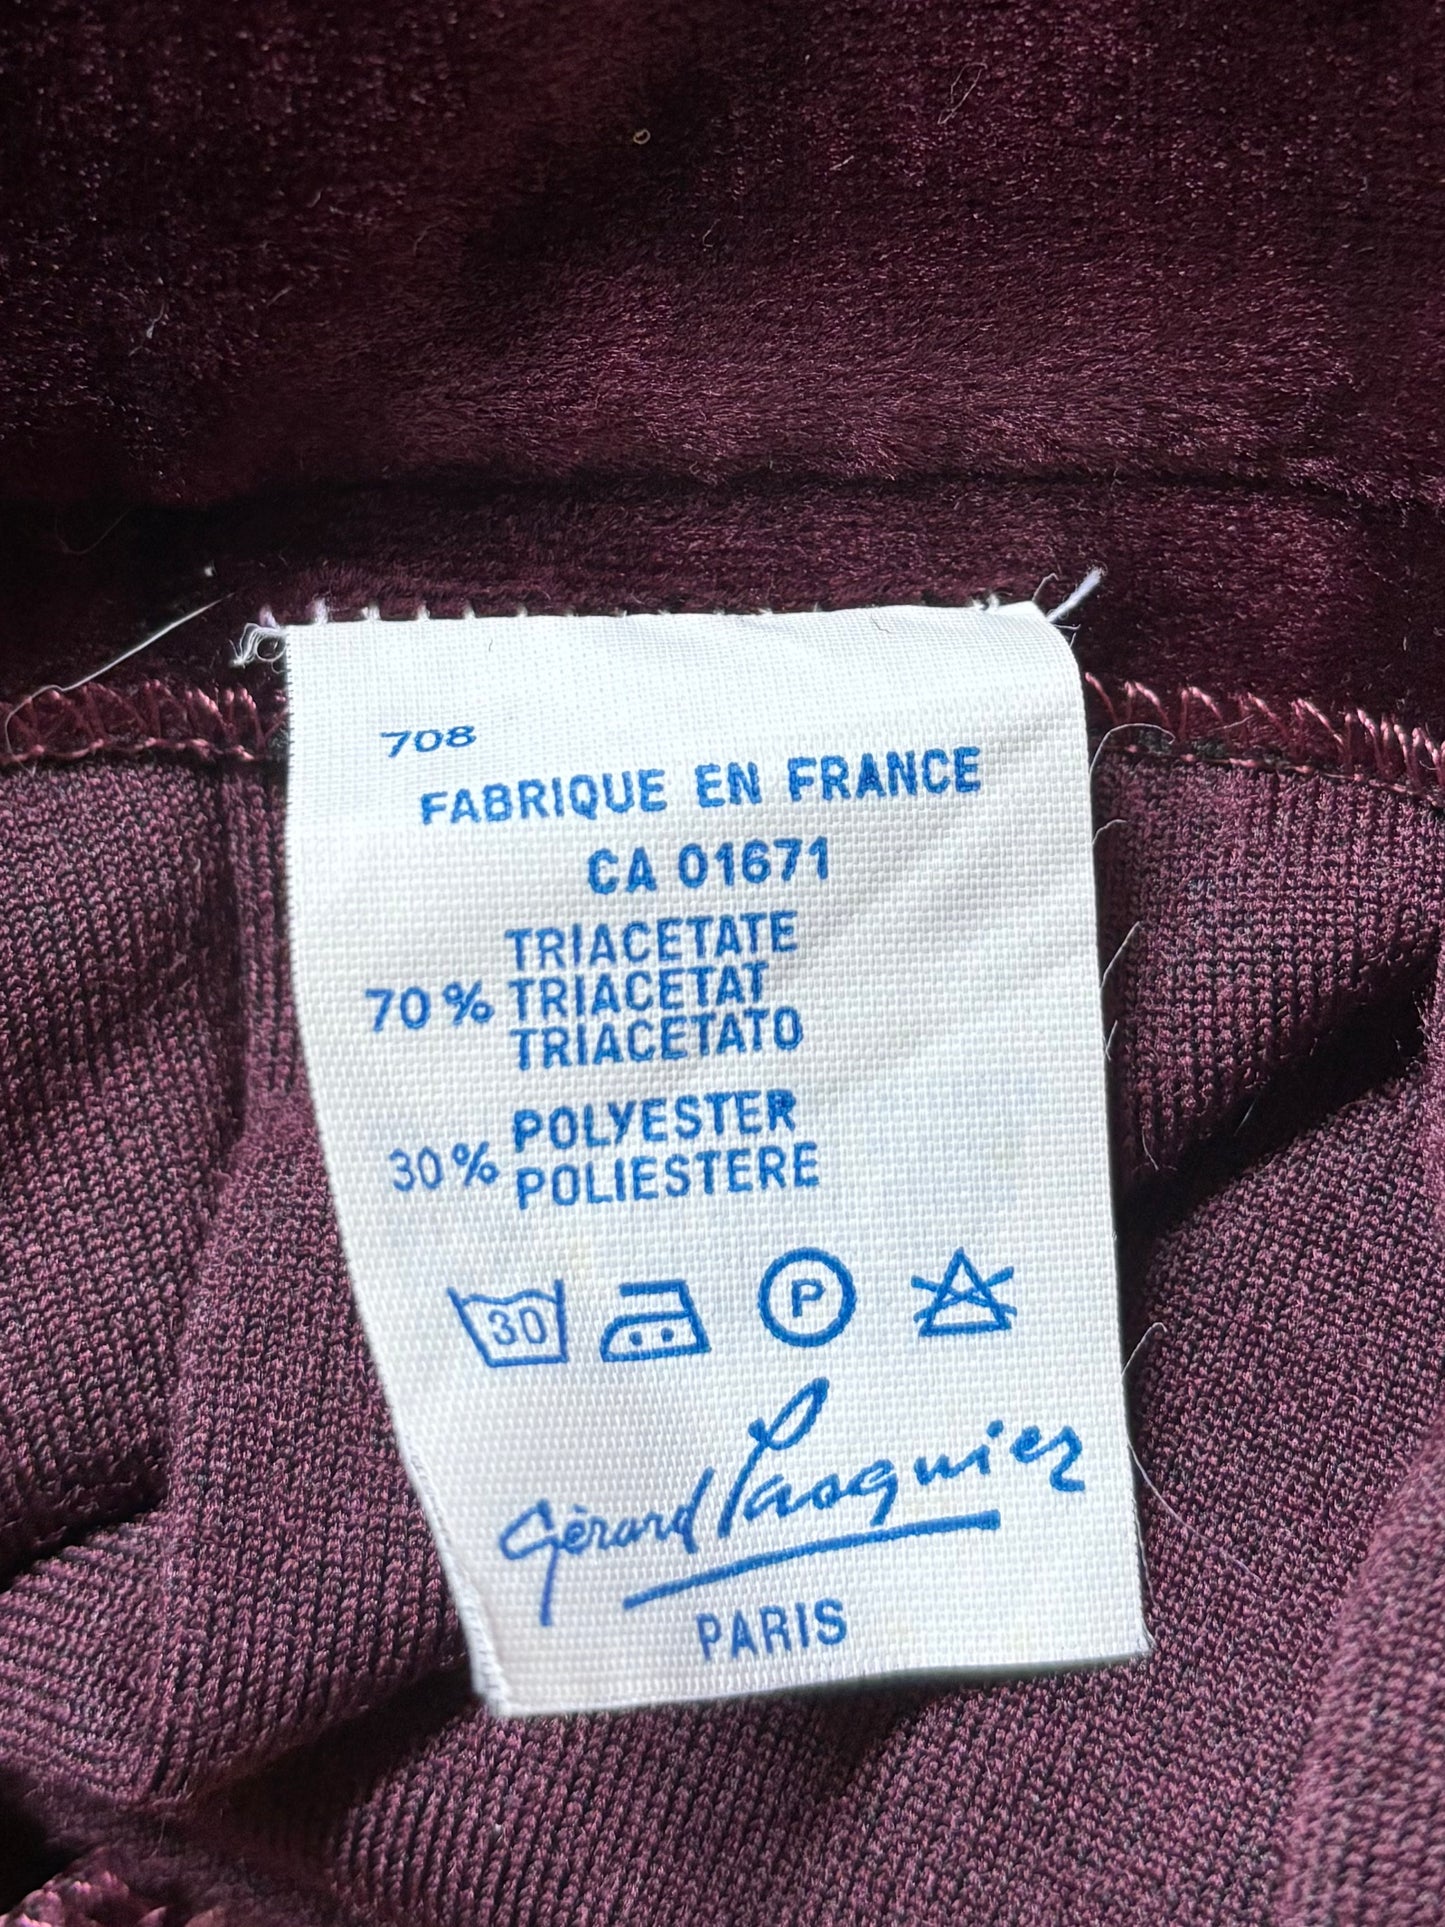 708
FABRIQUE EN FRANCE
CA 01671
TRIACETATE
70% TRIACETAT
TRIACETATO
POLYESTER
30% POLIESTERE
30
P
Gérard Pasquier
PARIS